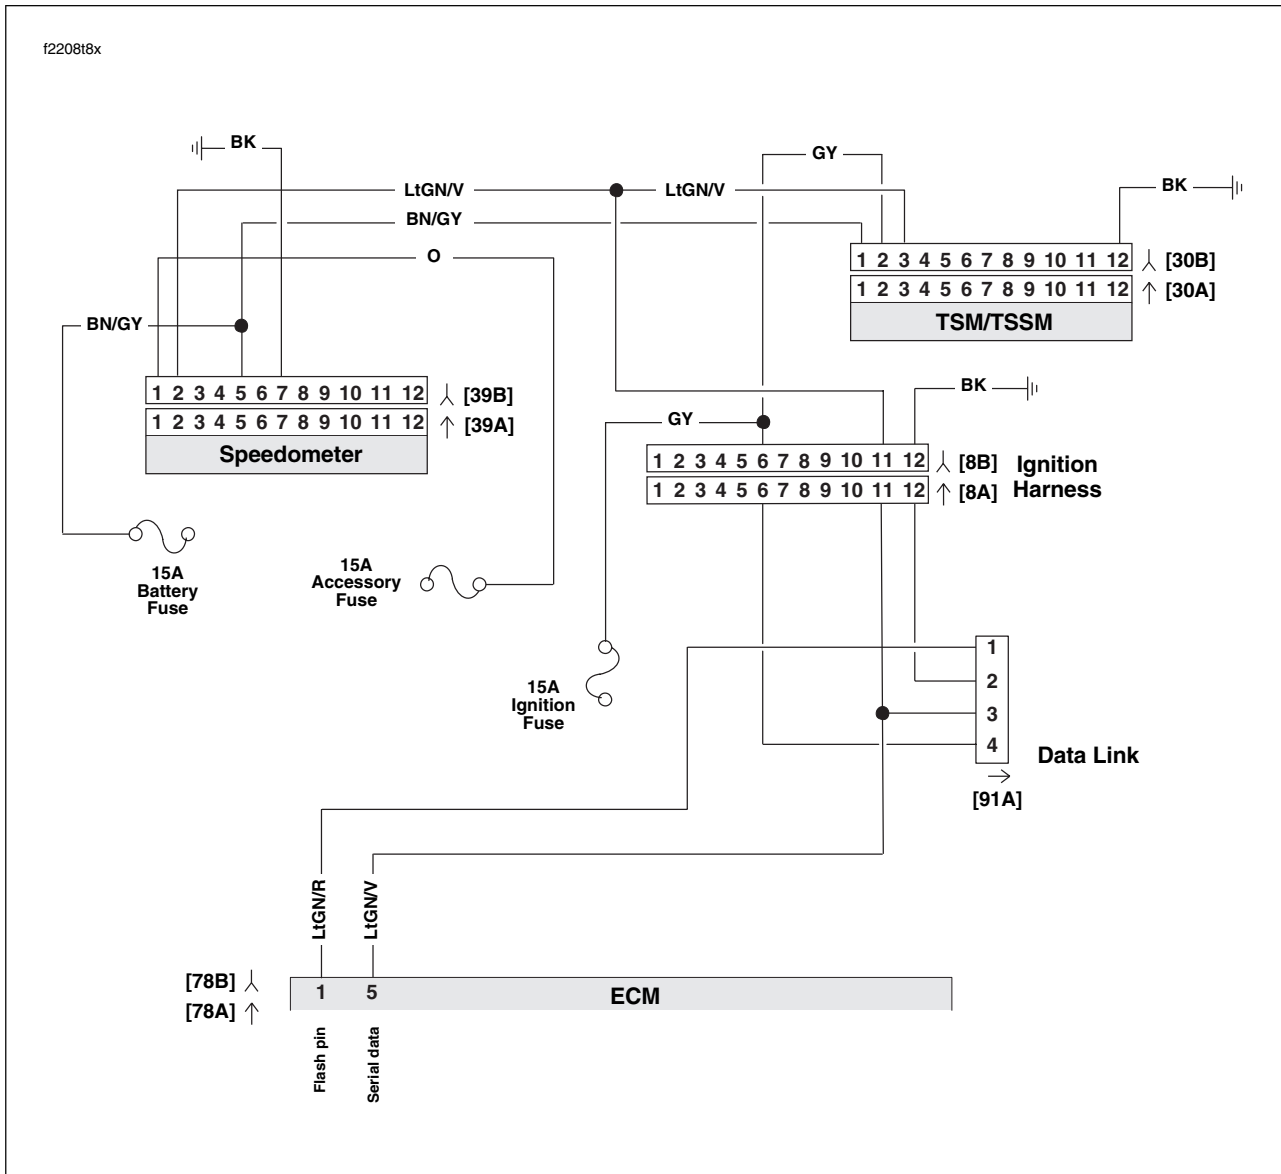 f2208t8x
BK
GY
LtGN/V
LtGN/V
BK
BN/GY
O
1 2 3 4 5 6 7 8 9 10 11 12 [30B]
1 2 3 4 5 6 7 8 9 10 11 12 [30A]
TSM/TSSM
BN/GY
1 2 3 4 5 6 7 8 9 10 11 12 [39B]
1 2 3 4 5 6 7 8 9 10 11 12 [39A]
Speedometer
BK
GY
1 2 3 4 5 6 7 8 9 10 11 12 [8B]
1 2 3 4 5 6 7 8 9 10 11 12 [8A]
Ignition
Harness
15A
Battery
Fuse
15A
Accessory
Fuse
15A
Ignition
Fuse
1
2
3
4
Data Link
[91A]
LtGN/R
LtGN/V
[78B]
[78A]
1 5 ECM
Flash pin
Serial data